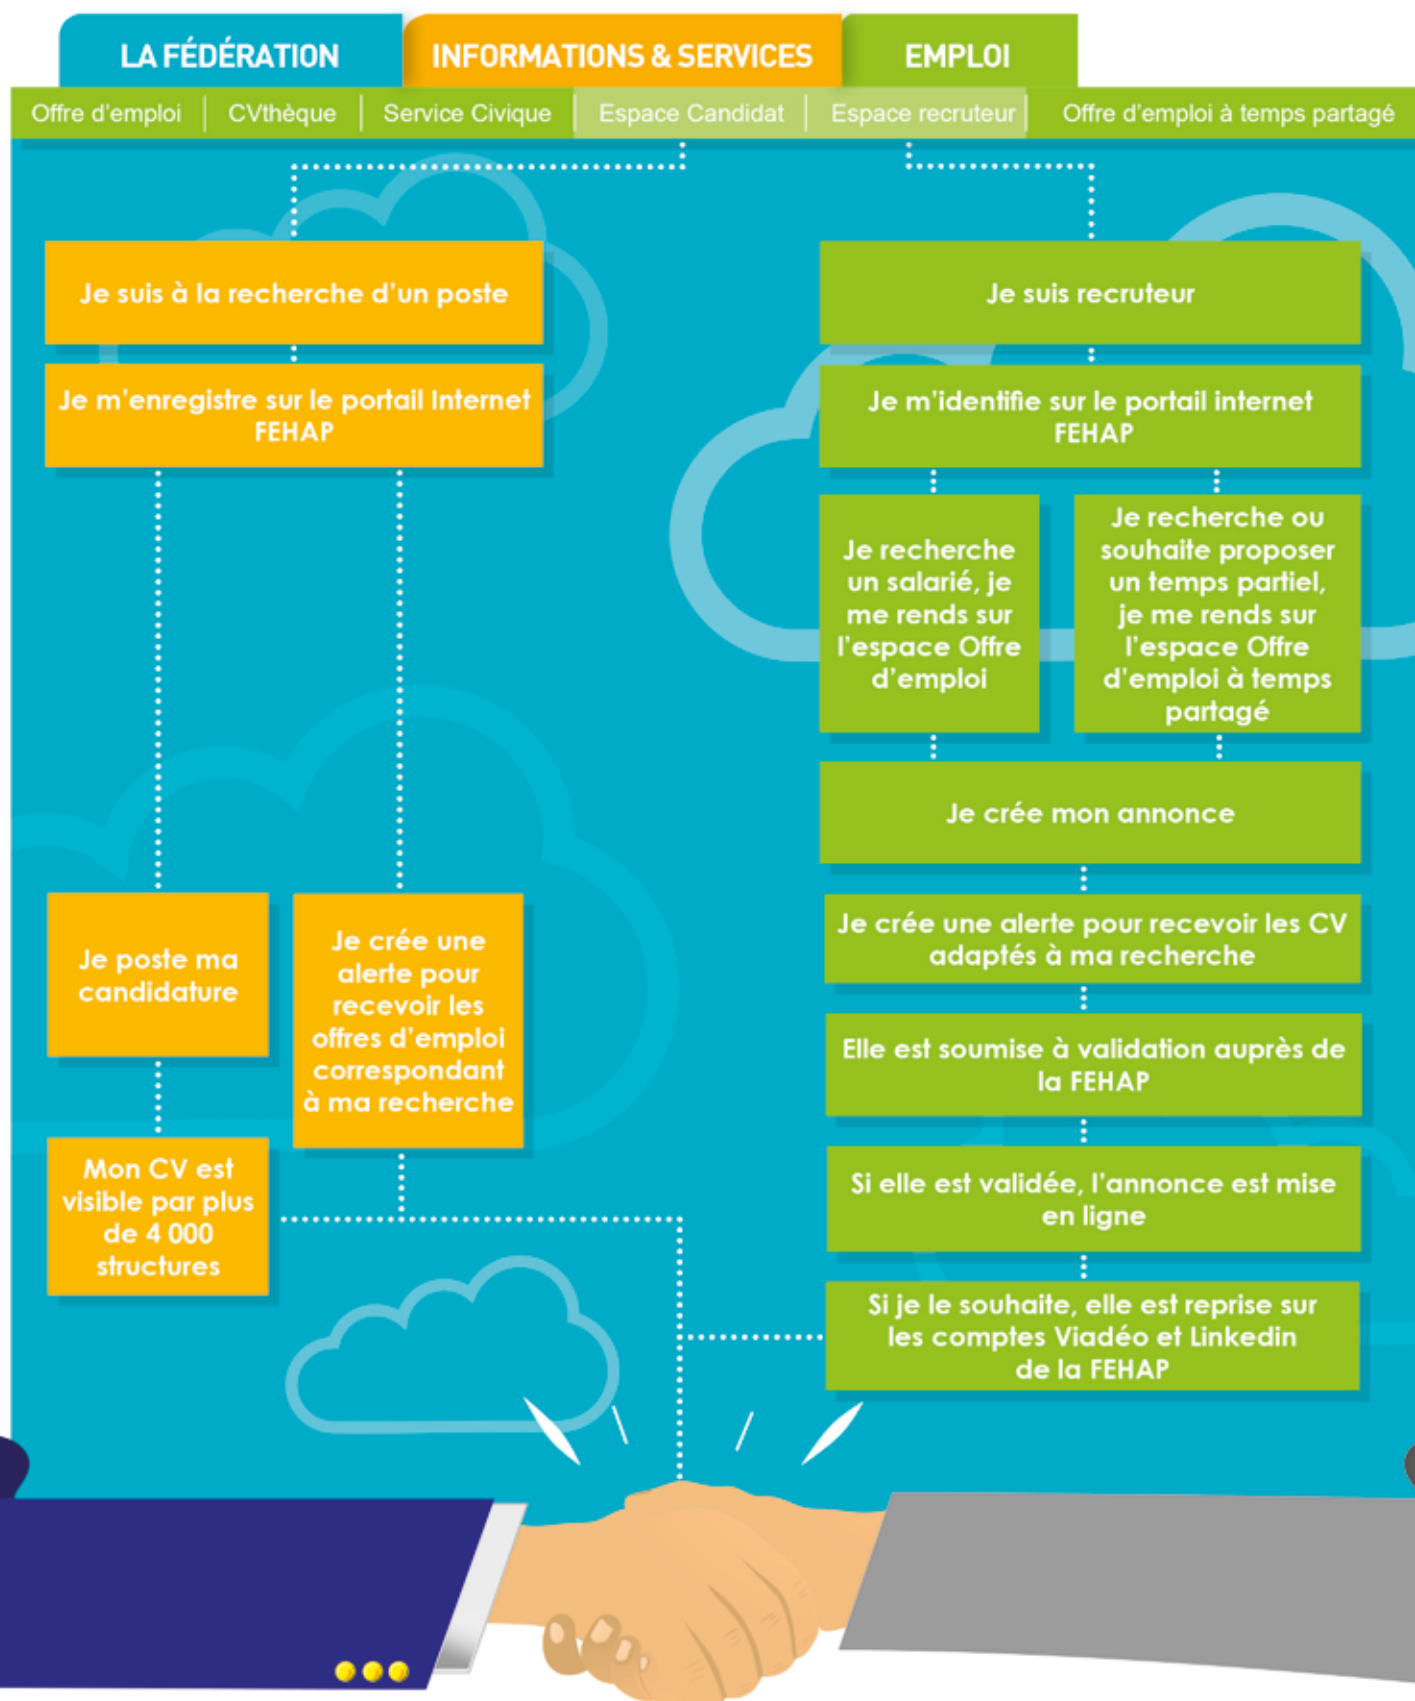 LA FÉDÉRATION
INFORMATIONS & SERVICES
EMPLOI
Offre d'emploi
CVthèque
Service Civique
Espace Candidat
Espace recruteur
Offre d'emploi à temps partagé
Je suis à la recherche d'un poste
Je m'enregistre sur le portail Internet
FEHAP
Je poste ma
candidature
Mon CV est
visible par plus
de 4 000
structures
Je crée une
alerte pour
recevoir les
offres d'emploi
correspondant
à ma recherche
Je suis recruteur
Je m'identifie sur le portail internet
FEHAP
Je recherche
un salarié, je
me rends sur
l'espace Offre
d'emploi
Je recherche ou
souhaite proposer
un temps partiel,
je me rends sur
l'espace Offre
d'emploi à temps
partagé
Je crée mon annonce
Je crée une alerte pour recevoir les CV
adaptés à ma recherche
Elle est soumise à validation auprès de
la FEHAP
Si elle est validée, l'annonce est mise
en ligne
Si je le souhaite, elle est reprise sur
les comptes Viadéo et Linkedin
de la FEHAP